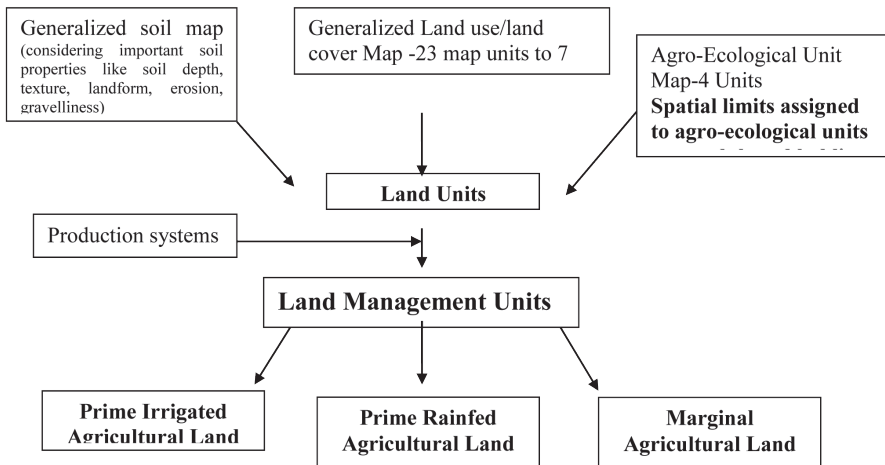 Generalized soil map
(considering important soil
properties like soil depth,
texture, landform, erosion,
gravelliness)
Generalized Land use/land
cover Map -23 map units to 7
Agro-Ecological Unit
Map-4 Units
Spatial limits assigned
to agro-ecological units
Land Units
Production systems
Land Management Units
Prime Irrigated
Agricultural Land
Prime Rainfed
Agricultural Land
Marginal
Agricultural Land